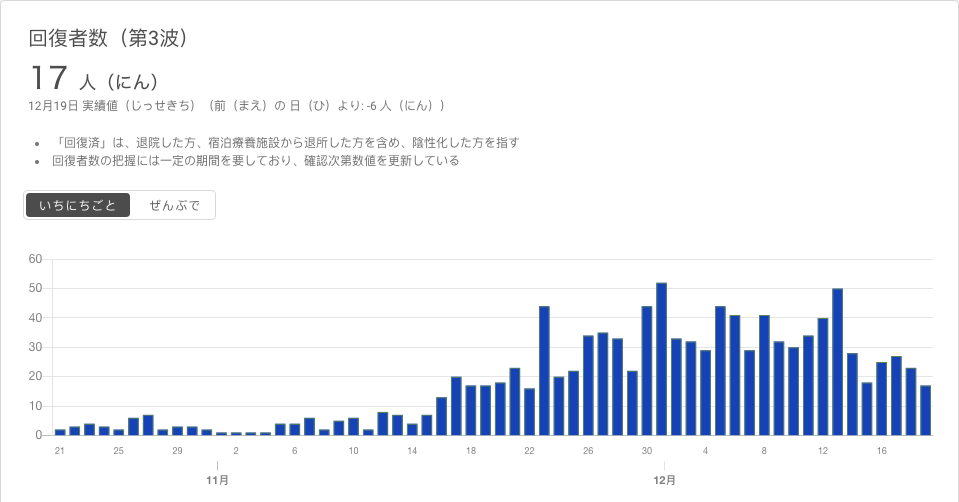 回復者数（第3波）
17 人（にん）
12月19日 実績値（じっせきち）（前（まえ）の 日（ひ）より: -6 人（にん））
• 「回復済」は、退院した方、宿泊療養施設から退所した方を含め、陰性化した方を指す
• 回復者数の把握には一定の期間を要しており、確認次第数値を更新している
いちにちごと ぜんぶで
60
50
40
30
20
10
0
21 25 29 2 6 10 14 18 22 26 30 4 8 12 16
11月 12月